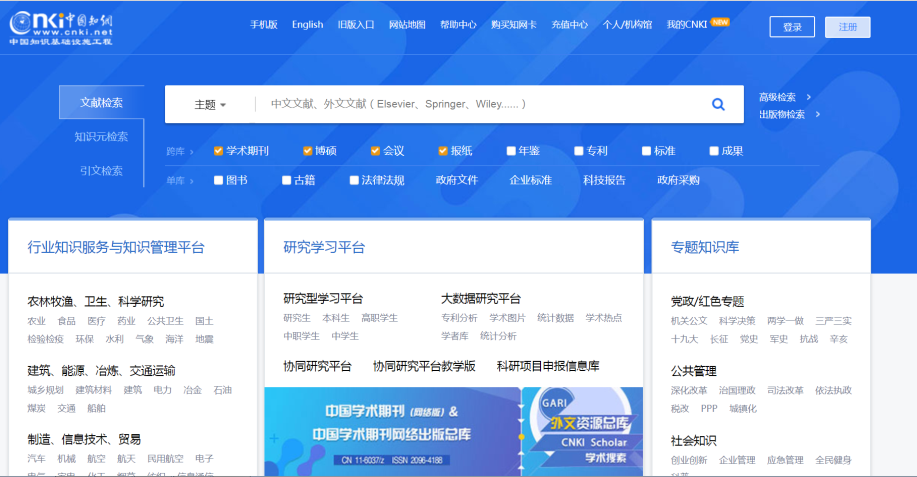 cnki中国知网
www.cnki.net
中国知识基础设施工程
手机版 English 旧版入口 网站地图 帮助中心 购买知网卡 充值中心 个人/机构馆 我的CNKI NEW 登录 注册
文献检索 主题 中文文献、外文文献（Elsevier、Springer、Wiley......） 高级检索 >
出版物检索 >
知识元检索
引文检索
跨库 > 学术期刊 博硕 会议 报纸 年鉴 专利 标准 成果
单库 > 图书 古籍 法律法规 政府文件 企业标准 科技报告 政府采购
行业知识服务与知识管理平台
农林牧渔、卫生、科学研究
农业 食品 医疗 药业 公共卫生 国土
检验检疫 环保 水利 气象 海洋 地震
建筑、能源、冶炼、交通运输
城乡规划 建筑材料 建筑 电力 冶金 石油
煤炭 交通 船舶
制造、信息技术、贸易
汽车 机械 航空 航天 民用航空 电子
研究学习平台
研究型学习平台
研究生 本科生 高职学生
中职学生 中学生
大数据研究平台
专利分析 学术图片 统计数据 学术热点
学者库 统计分析
协同研究平台 协同研究平台教学版 科研项目申报信息库
中国学术期刊（网络版）&
中国学术期刊网络出版总库
CN 11-6037/z ISSN 2096-4188
GARI
外文资源总库
CNKI Scholar
学术搜索
专题知识库
党政/红色专题
机关公文 科学决策 两学一做 三严三实
十九大 长征 党史 军史 抗战 辛亥
公共管理
深化改革 治国理政 司法改革 依法执政
税改 PPP 城镇化
社会知识
创业创新 企业管理 应急管理 全民健身